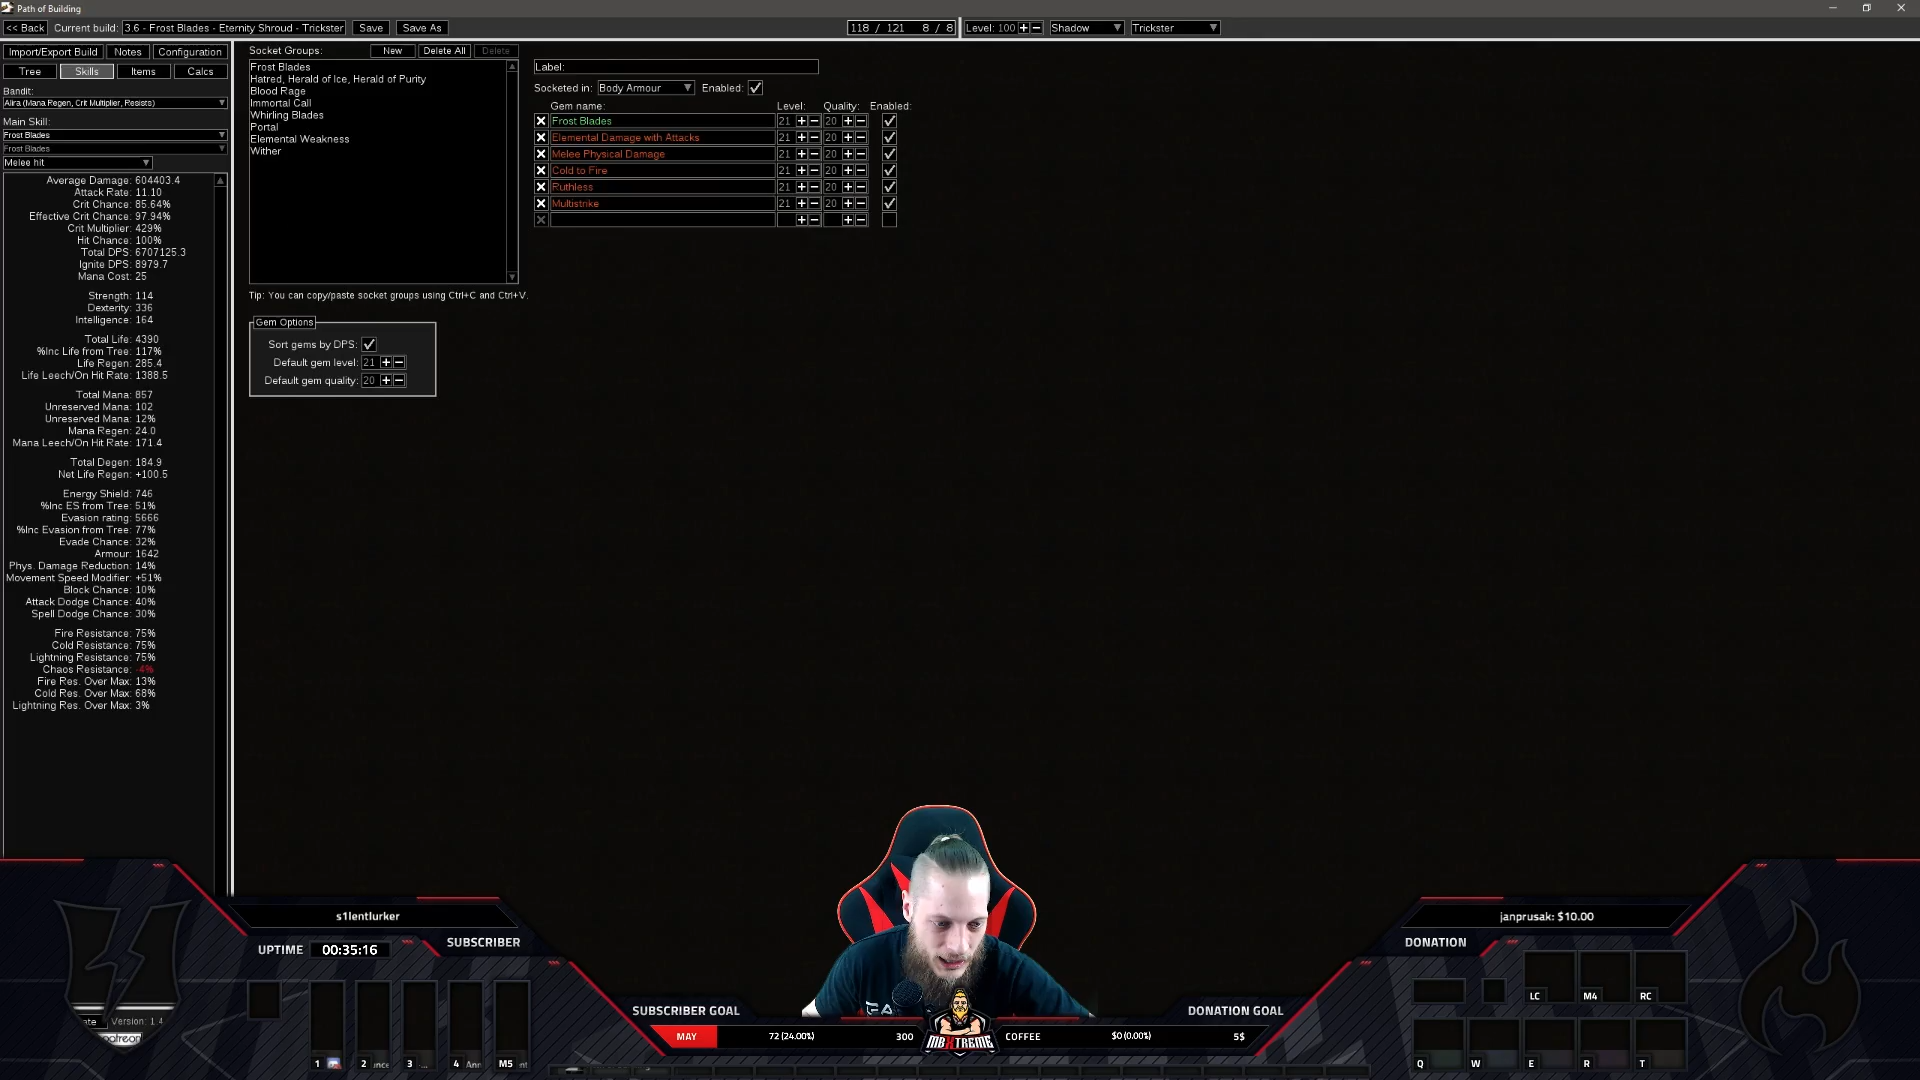 Path of Building
<< Back Current build: 3.6 - Frost Blades - Eternity Shroud - Trickster Save Save As 118 / 121 8 / 8 Level: 100 + − Shadow Trickster
Import/Export Build Notes Configuration
Tree Skills Items Calcs
Bandit:
Alira (Mana Regen, Crit Multiplier, Resists)
Main Skill:
Frost Blades
Frost Blades
Melee hit
Average Damage: 604403.4
Attack Rate: 11.10
Crit Chance: 85.64%
Effective Crit Chance: 97.94%
Crit Multiplier: 429%
Hit Chance: 100%
Total DPS: 6707125.3
Ignite DPS: 8979.7
Mana Cost: 25
Strength: 114
Dexterity: 336
Intelligence: 164
Total Life: 4390
%Inc Life from Tree: 117%
Life Regen: 285.4
Life Leech/On Hit Rate: 1388.5
Total Mana: 857
Unreserved Mana: 102
Unreserved Mana: 12%
Mana Regen: 24.0
Mana Leech/On Hit Rate: 171.4
Total Degen: 184.9
Net Life Regen: +100.5
Energy Shield: 746
%Inc ES from Tree: 51%
Evasion rating: 5666
%Inc Evasion from Tree: 77%
Evade Chance: 32%
Armour: 1642
Phys. Damage Reduction: 14%
Movement Speed Modifier: +51%
Block Chance: 10%
Attack Dodge Chance: 40%
Spell Dodge Chance: 30%
Fire Resistance: 75%
Cold Resistance: 75%
Lightning Resistance: 75%
Chaos Resistance: -4%
Fire Res. Over Max: 13%
Cold Res. Over Max: 68%
Lightning Res. Over Max: 3%
Socket Groups: New Delete All Delete
Frost Blades
Hatred, Herald of Ice, Herald of Purity
Blood Rage
Immortal Call
Whirling Blades
Portal
Elemental Weakness
Wither
Tip: You can copy/paste socket groups using Ctrl+C and Ctrl+V.
Gem Options
Sort gems by DPS:
Default gem level: 21 + −
Default gem quality: 20 + −
Label:
Socketed in: Body Armour Enabled:
Gem name: Level: Quality: Enabled:
Frost Blades 21 + − 20 + −
Elemental Damage with Attacks 21 + − 20 + −
Melee Physical Damage 21 + − 20 + −
Cold to Fire 21 + − 20 + −
Ruthless 21 + − 20 + −
Multistrike 21 + − 20 + −
s1lentlurker
UPTIME 00:35:16 SUBSCRIBER
Version: 1.4
patreon
1 2 3 4 M5
SUBSCRIBER GOAL
MAY 72 (24.00%) 300
MBXTREME
DONATION GOAL
COFFEE $0 (0.00%) 5$
janprusak: $10.00
DONATION
LC M4 RC
Q W E R T